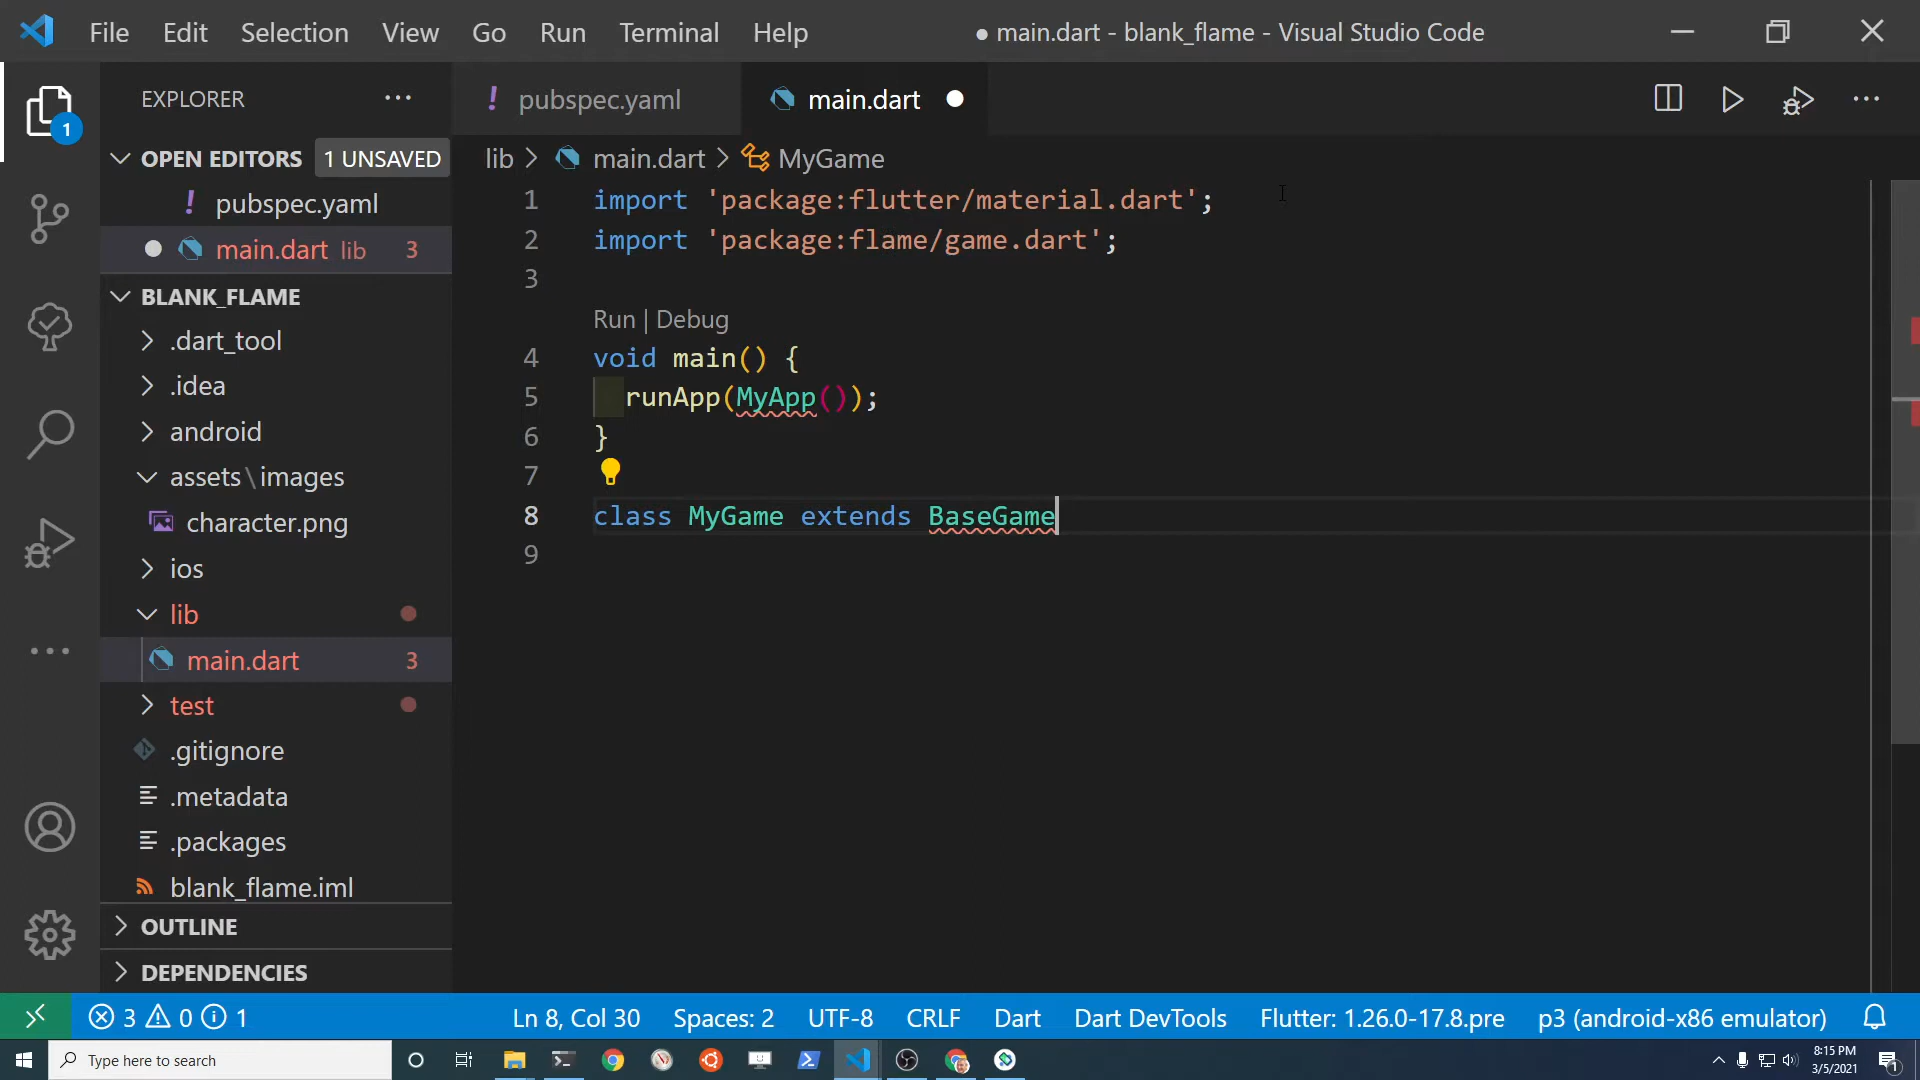 File Edit Selection View Go Run Terminal Help ● main.dart - blank_flame - Visual Studio Code
EXPLORER ...
! pubspec.yaml
main.dart ●
OPEN EDITORS 1 UNSAVED
! pubspec.yaml
● main.dart lib 3
BLANK_FLAME
.dart_tool
.idea
android
assets\images
character.png
ios
lib
main.dart 3
test
.gitignore
.metadata
.packages
blank_flame.iml
OUTLINE
DEPENDENCIES
1
lib > main.dart > MyGame
1 import 'package:flutter/material.dart';
2 import 'package:flame/game.dart';
3
Run | Debug
4 void main() {
5 runApp(MyApp());
6 }
7
8 class MyGame extends BaseGame
9
3 0 1 Ln 8, Col 30 Spaces: 2 UTF-8 CRLF Dart Dart DevTools Flutter: 1.26.0-17.8.pre p3 (android-x86 emulator)
Type here to search
8:15 PM
3/5/2021
1